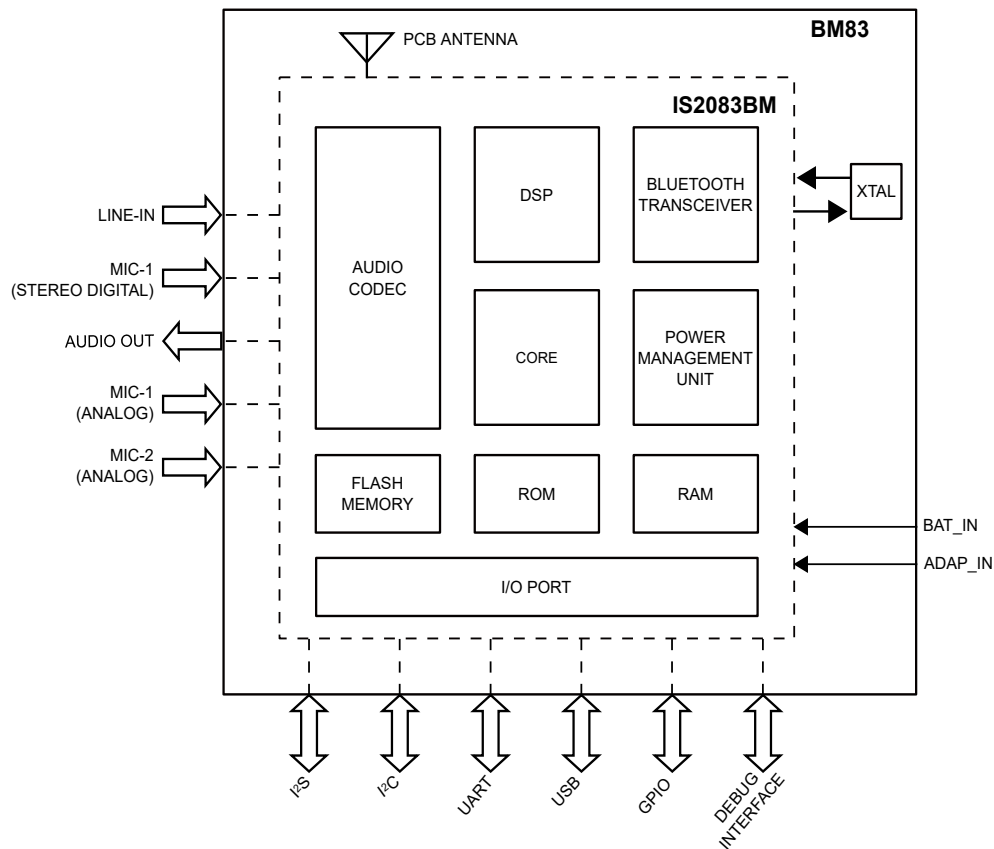 BM83
PCB ANTENNA
IS2083BM
AUDIO
CODEC
DSP
BLUETOOTH
TRANSCEIVER
XTAL
CORE
POWER
MANAGEMENT
UNIT
FLASH
MEMORY
ROM
RAM
I/O PORT
LINE-IN
MIC-1
(STEREO DIGITAL)
AUDIO OUT
MIC-1
(ANALOG)
MIC-2
(ANALOG)
BAT_IN
ADAP_IN
I²S
I²C
UART
USB
GPIO
DEBUG
INTERFACE